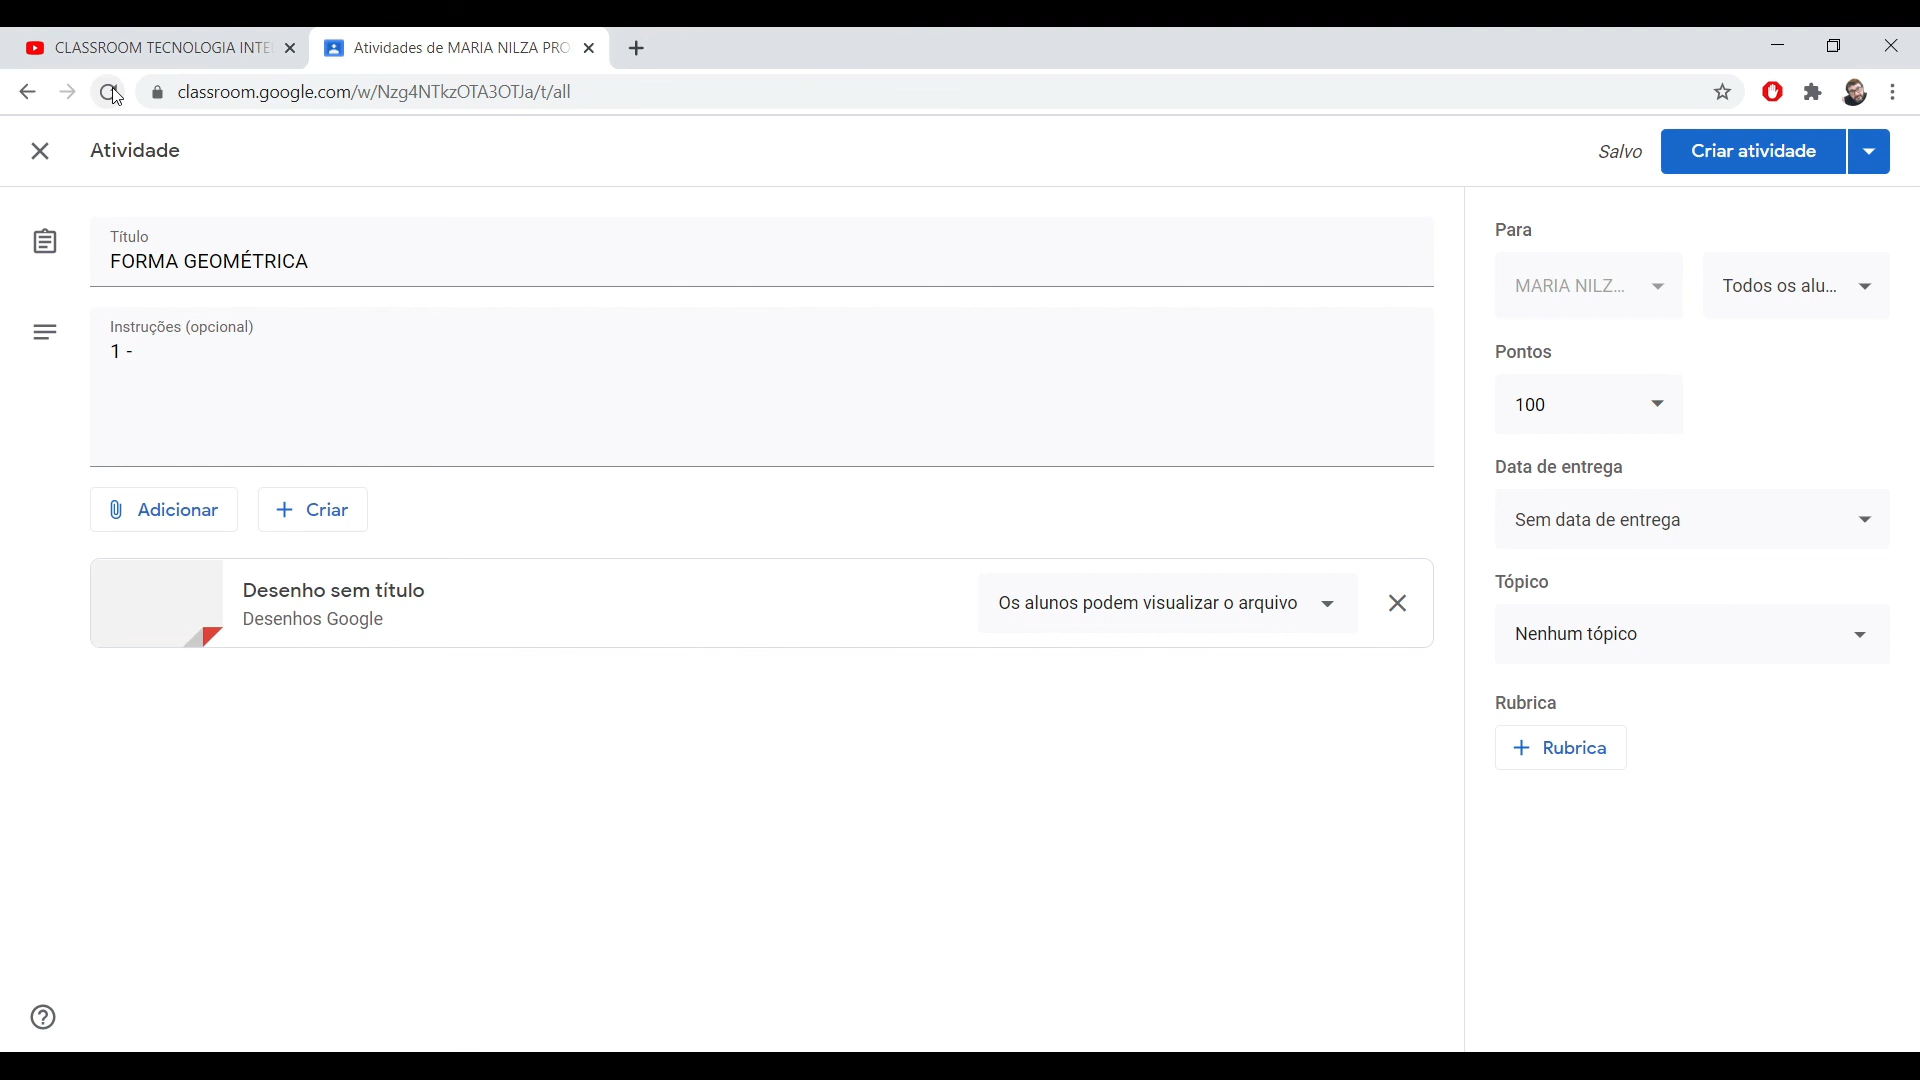 CLASSROOM TECNOLOGIA INTE
Atividades de MARIA NILZA PRO
classroom.google.com/w/Nzg4NTkzOTA3OTJa/t/all
Atividade
Salvo
Criar atividade
Título
FORMA GEOMÉTRICA
Instruções (opcional)
1 -
Adicionar
Criar
Desenho sem título
Desenhos Google
Os alunos podem visualizar o arquivo
Para
MARIA NILZ...
Todos os alu...
Pontos
100
Data de entrega
Sem data de entrega
Tópico
Nenhum tópico
Rubrica
Rubrica